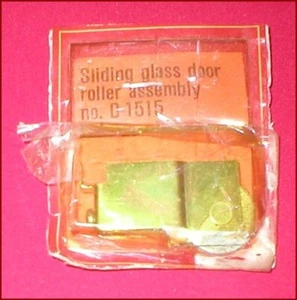 Sliding glass door
roller assembly
no. C-1515